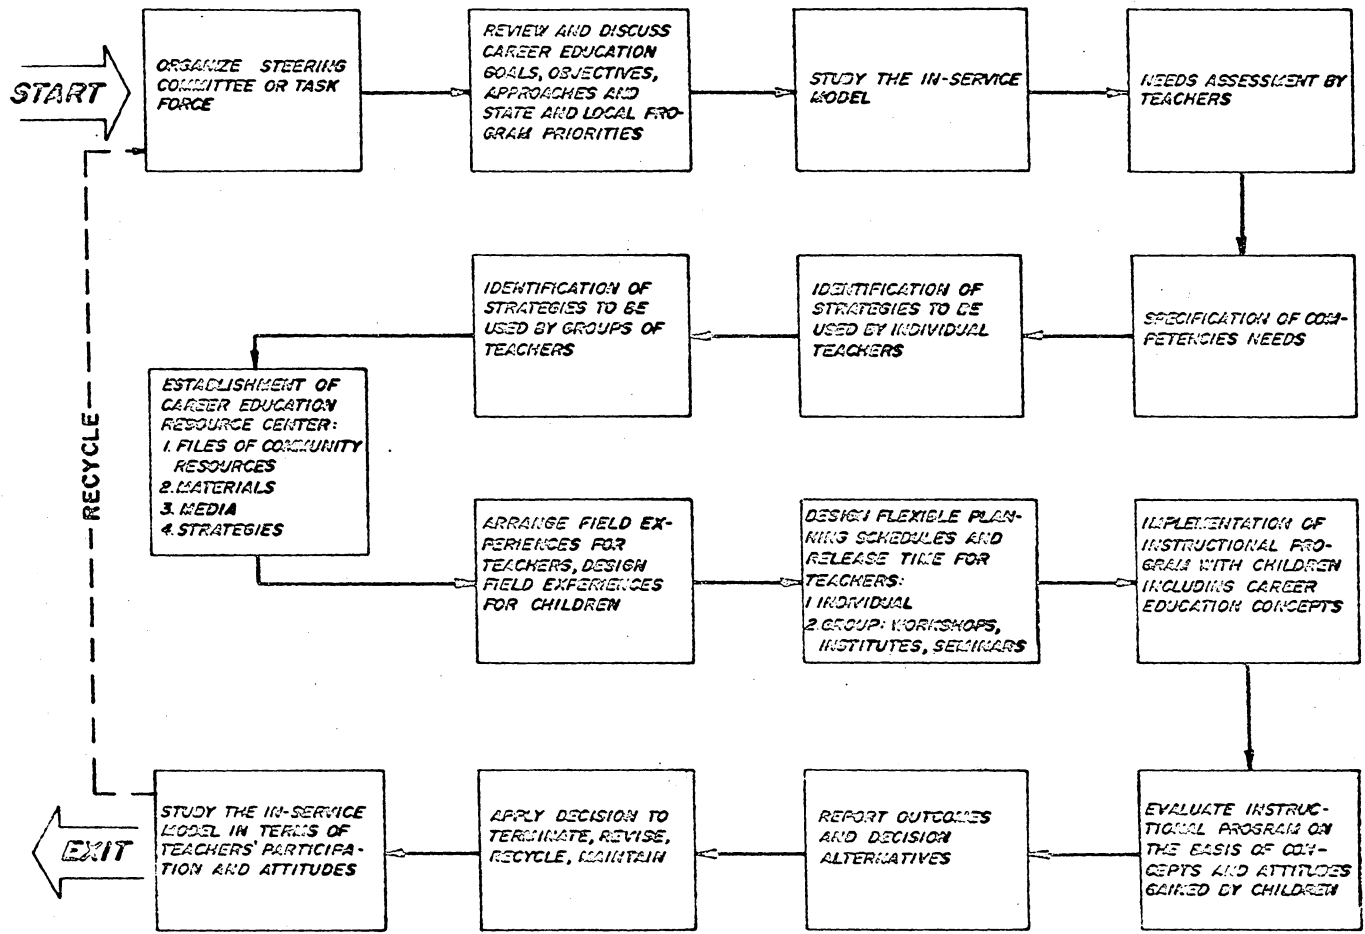 START
ORGANIZE STEERING
COMMITTEE OR TASK
FORCE
REVIEW AND DISCUSS
CAREER EDUCATION
GOALS, OBJECTIVES,
APPROACHES AND
STATE AND LOCAL PRO-
GRAM PRIORITIES
STUDY THE IN-SERVICE
MODEL
NEEDS ASSESSMENT BY
TEACHERS
SPECIFICATION OF COM-
PETENCIES NEEDS
IDENTIFICATION OF
STRATEGIES TO BE
USED BY INDIVIDUAL
TEACHERS
IDENTIFICATION OF
STRATEGIES TO BE
USED BY GROUPS OF
TEACHERS
ESTABLISHMENT OF
CAREER EDUCATION
RESOURCE CENTER:
1. FILES OF COMMUNITY
RESOURCES
2. MATERIALS
3. MEDIA
4. STRATEGIES
ARRANGE FIELD EX-
PERIENCES FOR
TEACHERS, DESIGN
FIELD EXPERIENCES
FOR CHILDREN
DESIGN FLEXIBLE PLAN-
NING SCHEDULES AND
RELEASE TIME FOR
TEACHERS:
1 INDIVIDUAL
2. GROUP: WORKSHOPS,
INSTITUTES, SEMINARS
IMPLEMENTATION OF
INSTRUCTIONAL PRO-
GRAM WITH CHILDREN
INCLUDING CAREER
EDUCATION CONCEPTS
EVALUATE INSTRUC-
TIONAL PROGRAM ON
THE BASIS OF CON-
CEPTS AND ATTITUDES
GAINED BY CHILDREN
REPORT OUTCOMES
AND DECISION
ALTERNATIVES
APPLY DECISION TO
TERMINATE, REVISE,
RECYCLE, MAINTAIN
STUDY THE IN-SERVICE
MODEL IN TERMS OF
TEACHERS' PARTICIPA-
TION AND ATTITUDES
RECYCLE
EXIT